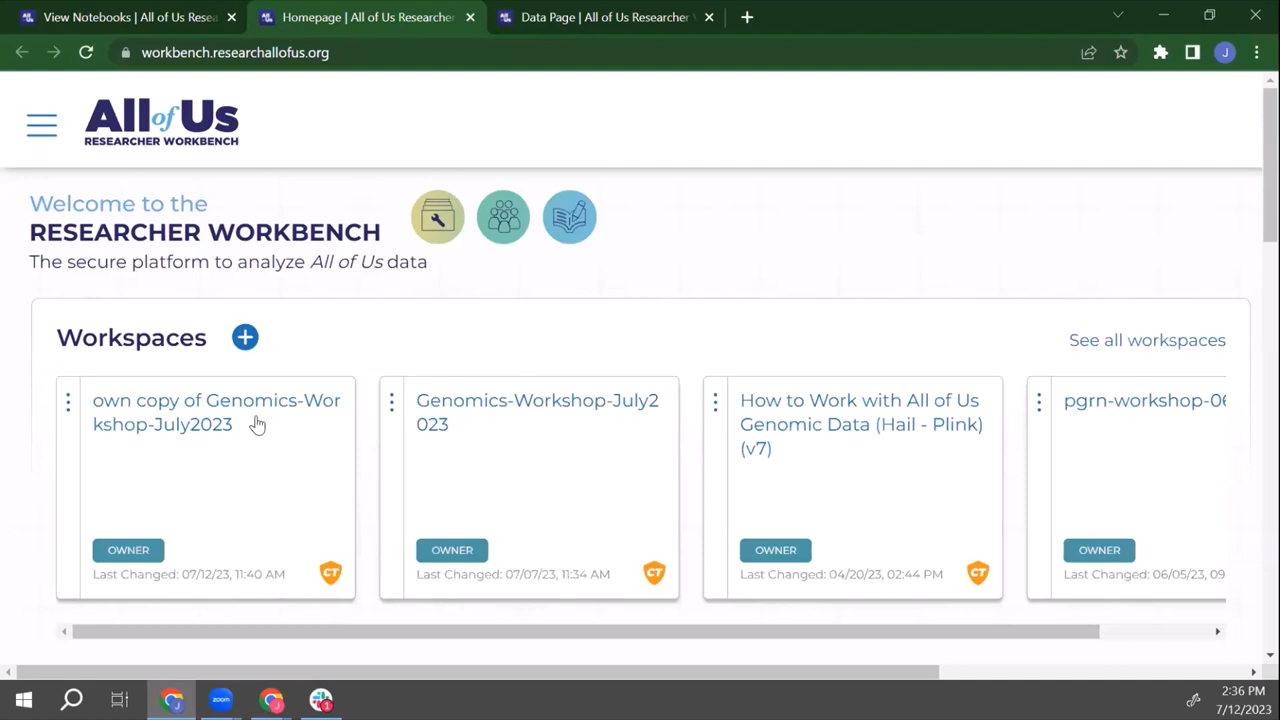 View Notebooks | All of Us Resea
Homepage | All of Us Researcher
Data Page | All of Us Researcher
workbench.researchallofus.org
J
All of Us
RESEARCHER WORKBENCH
Welcome to the
RESEARCHER WORKBENCH
The secure platform to analyze All of Us data
Workspaces
See all workspaces
own copy of Genomics-Wor
kshop-July2023
OWNER
Last Changed: 07/12/23, 11:40 AM
CT
Genomics-Workshop-July2
023
OWNER
Last Changed: 07/07/23, 11:34 AM
CT
How to Work with All of Us
Genomic Data (Hail - Plink)
(v7)
OWNER
Last Changed: 04/20/23, 02:44 PM
CT
pgrn-workshop-06
OWNER
Last Changed: 06/05/23, 09
zoom
1
2:36 PM
7/12/2023